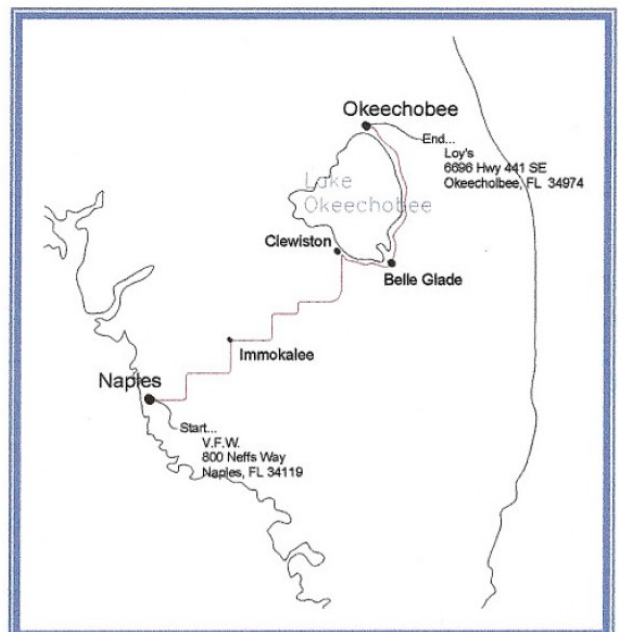 Okeechobee
End...
Loy's
6696 Hwy 441 SE
Okeecholbee, FL 34974
Lake
Okeechobee
Clewiston
Belle Glade
Immokalee
Naples
Start...
V.F.W.
800 Neffs Way
Naples, FL 34119